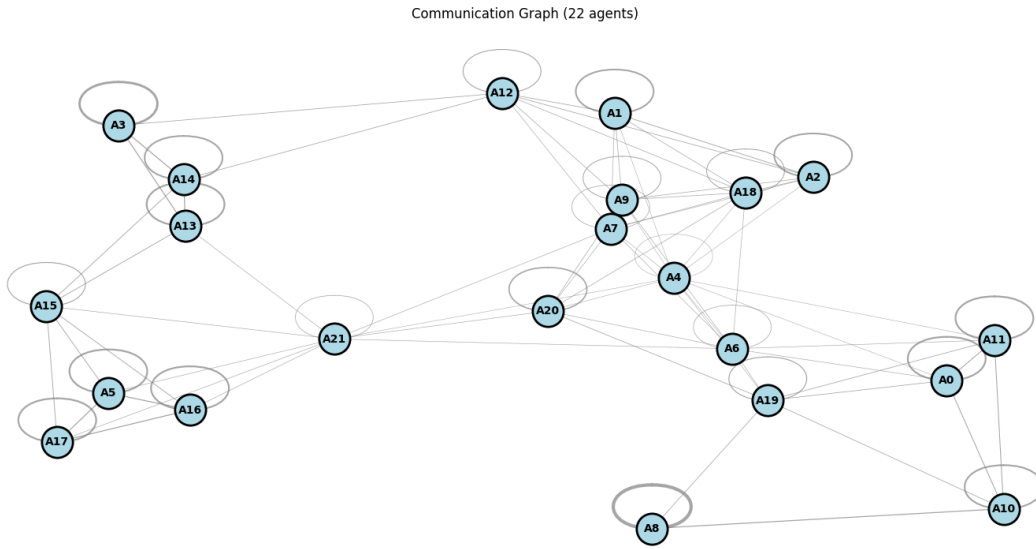 Communication Graph (22 agents)
A12
A1
A3
A14
A2
A18
A9
A13
A7
A4
A15
A20
A21
A11
A6
A0
A5
A19
A16
A17
A10
A8